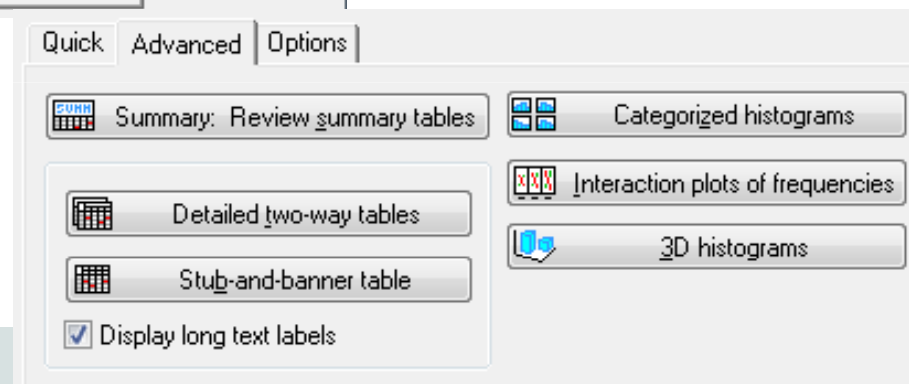 Quick Advanced Options
Summary: Review summary tables
Detailed two-way tables
Stub-and-banner table
Display long text labels
Categorized histograms
Interaction plots of frequencies
3D histograms